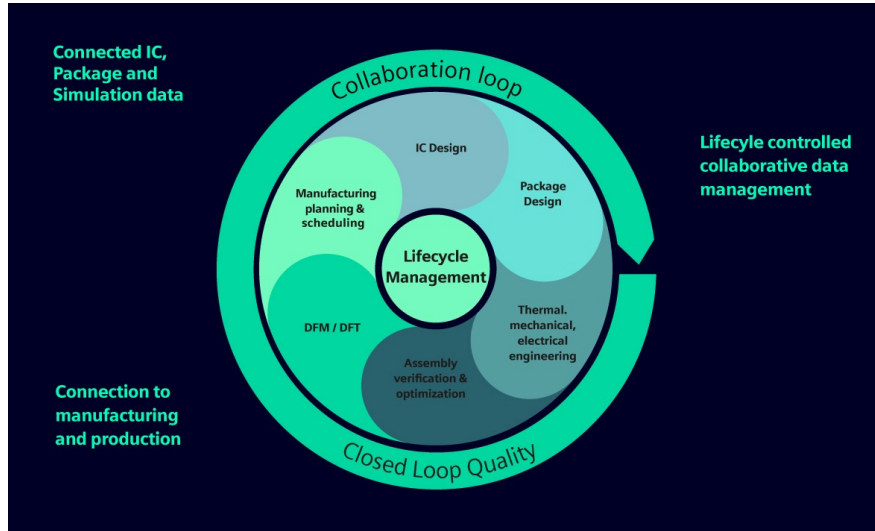 Connected IC,
Package and
Simulation data
Collaboration loop
Lifecyle controlled
collaborative data
management
IC Design
Package
Design
Manufacturing
planning &
scheduling
Lifecycle
Management
Thermal.
mechanical,
electrical
engineering
DFM / DFT
Assembly
verification &
optimization
Connection to
manufacturing
and production
Closed Loop Quality